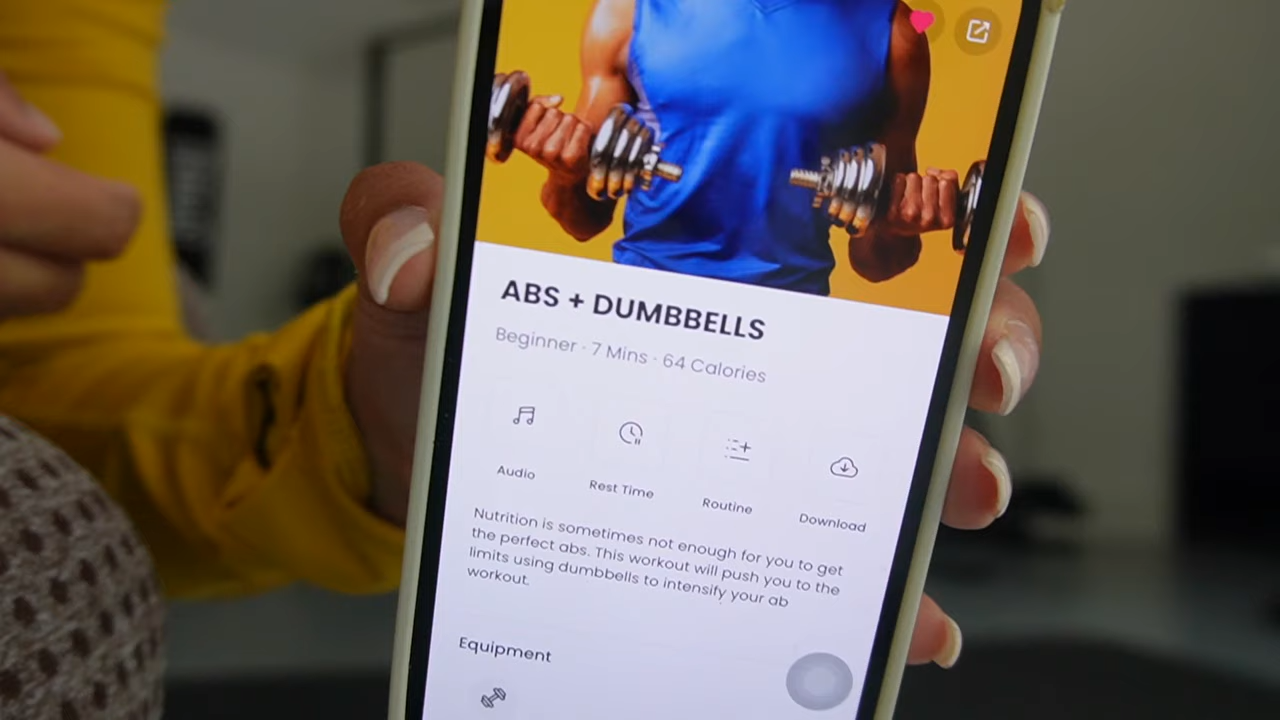 ABS + DUMBBELLS
Beginner · 7 Mins · 64 Calories
Audio
Rest Time
Routine
Download
Nutrition is sometimes not enough for you to get
the perfect abs. This workout will push you to the
limits using dumbbells to intensify your ab
workout.
Equipment